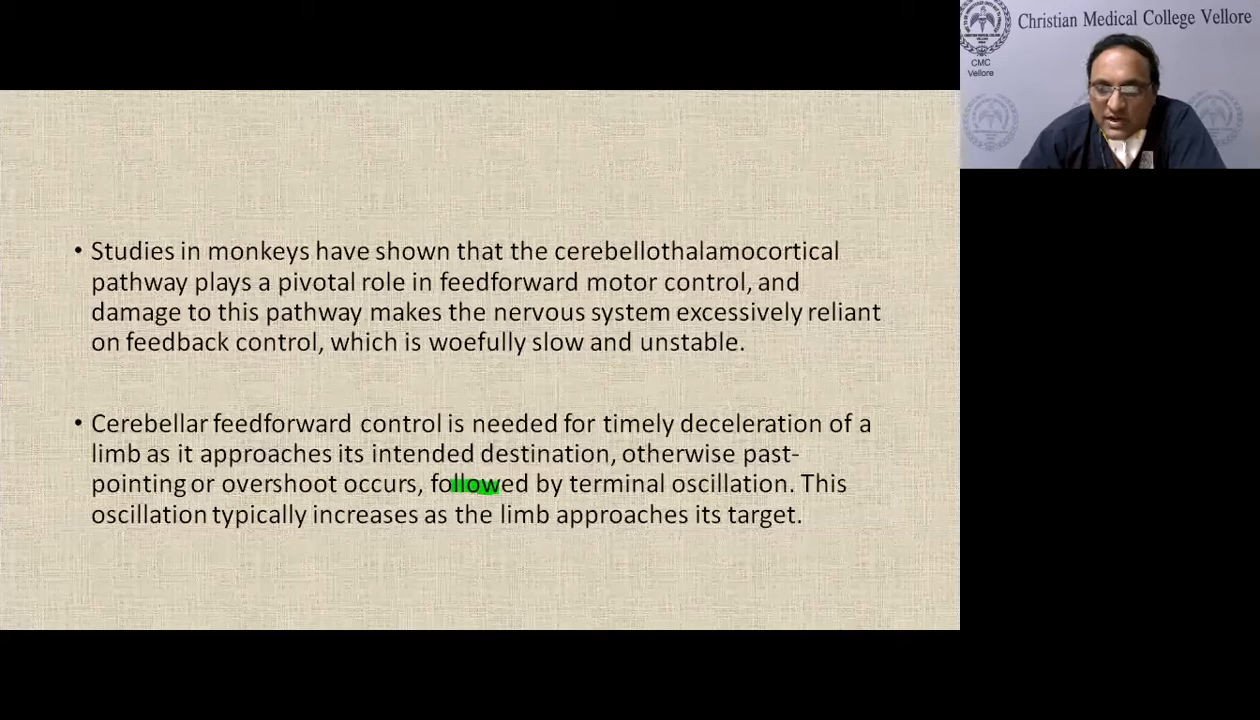 Christian Medical College Vellore
CMC
Vellore
• Studies in monkeys have shown that the cerebellothalamocortical
pathway plays a pivotal role in feedforward motor control, and
damage to this pathway makes the nervous system excessively reliant
on feedback control, which is woefully slow and unstable.
• Cerebellar feedforward control is needed for timely deceleration of a
limb as it approaches its intended destination, otherwise past-
pointing or overshoot occurs, followed by terminal oscillation. This
oscillation typically increases as the limb approaches its target.